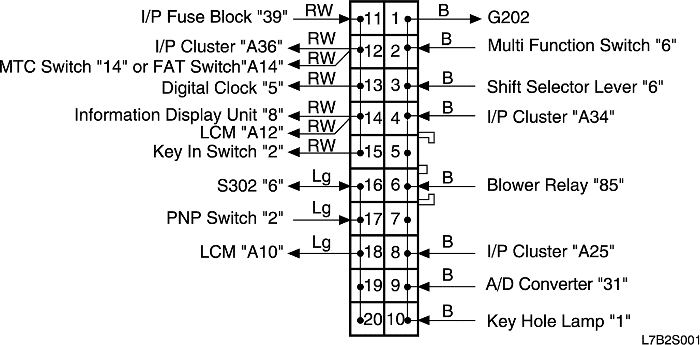 I/P Fuse Block "39" RW 11 1 B G202
I/P Cluster "A36" RW 12 2 B Multi Function Switch "6"
MTC Switch "14" or FAT Switch"A14" RW
Digital Clock "5" RW 13 3 B Shift Selector Lever "6"
Information Display Unit "8" RW 14 4 B I/P Cluster "A34"
LCM "A12" RW
Key In Switch "2" RW 15 5
S302 "6" Lg 16 6 B Blower Relay "85"
PNP Switch "2" Lg 17 7
LCM "A10" Lg 18 8 B I/P Cluster "A25"
19 9 B A/D Converter "31"
20 10 B Key Hole Lamp "1"
L7B2S001